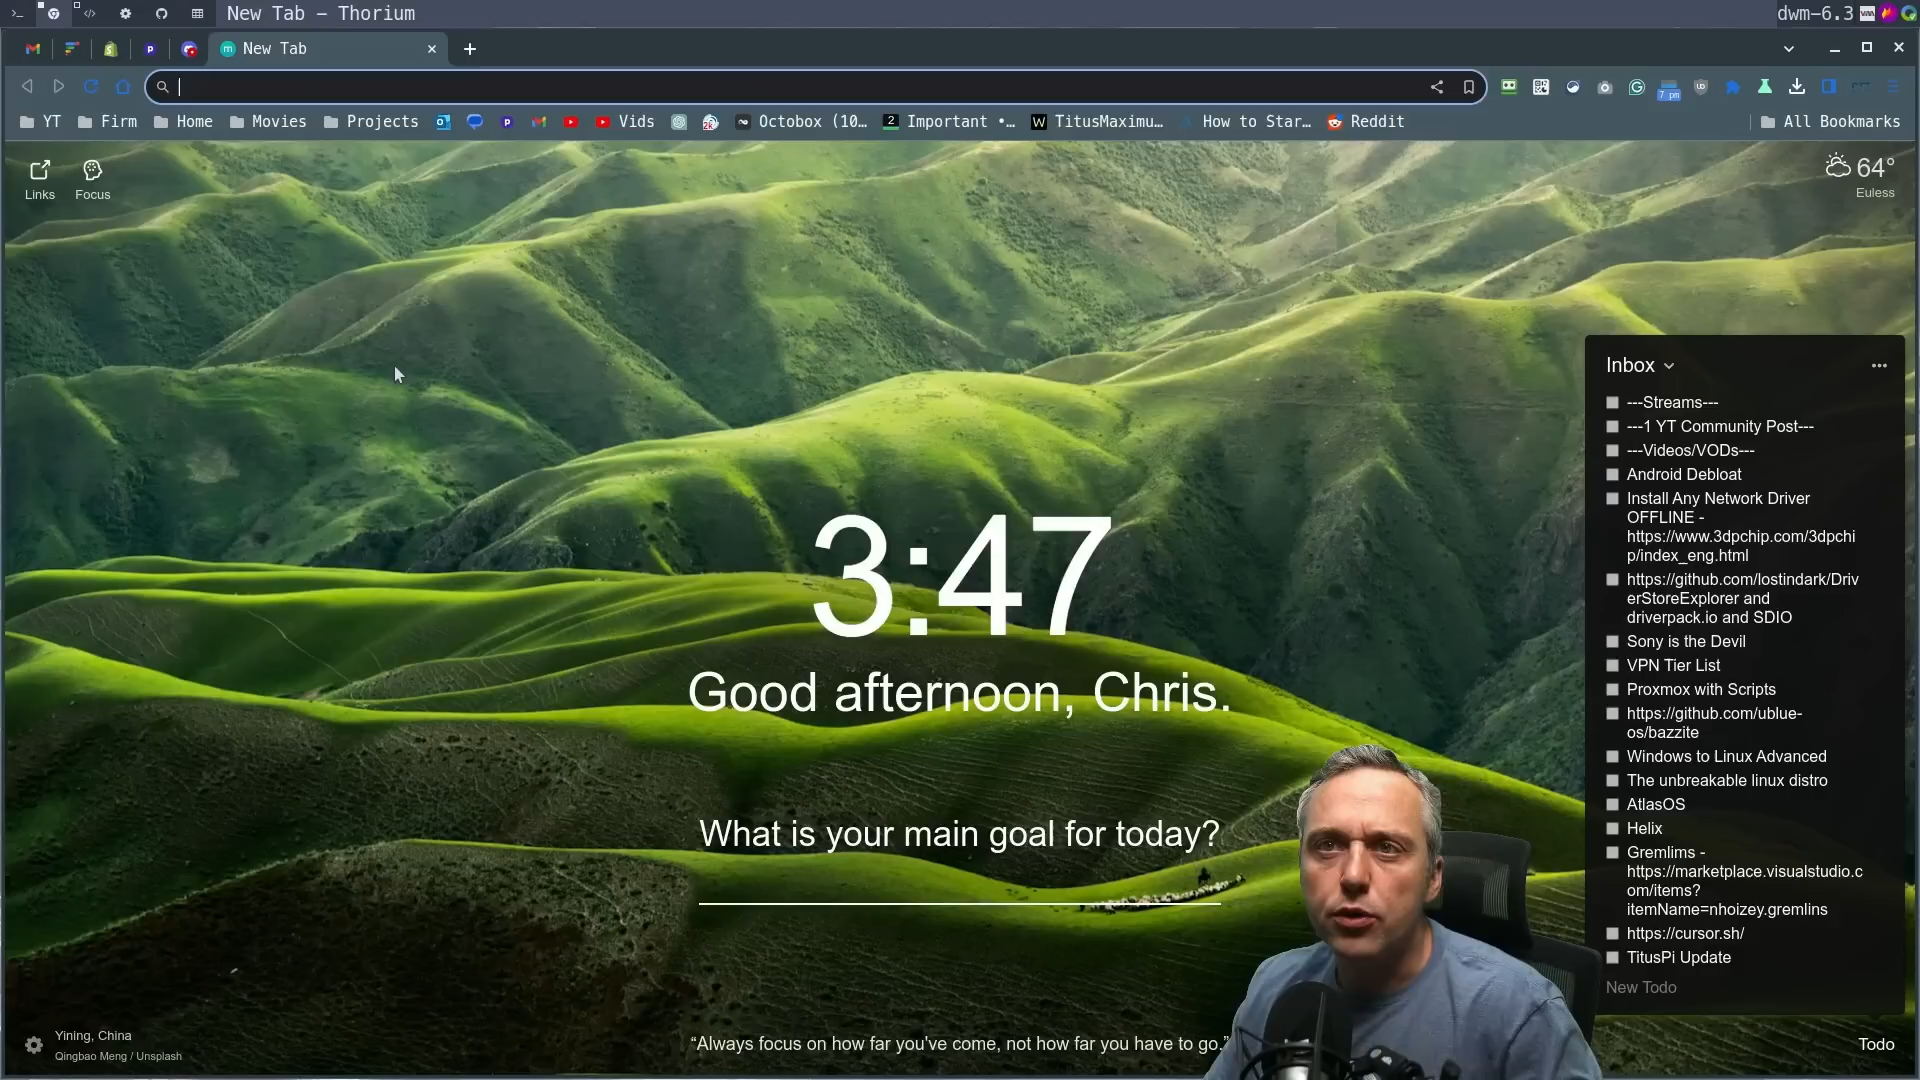 New Tab – Thorium
dwm-6.3
New Tab
7 pm
YT
Firm
Home
Movies
Projects
Vids
Octobox (10…
Important •…
TitusMaximu…
How to Star…
Reddit
All Bookmarks
Links
Focus
64°
Euless
Inbox
---Streams---
---1 YT Community Post---
---Videos/VODs---
Android Debloat
Install Any Network Driver
OFFLINE -
https://www.3dpchip.com/3dpchi
p/index_eng.html
https://github.com/lostindark/Driv
erStoreExplorer and
driverpack.io and SDIO
Sony is the Devil
VPN Tier List
Proxmox with Scripts
https://github.com/ublue-
os/bazzite
Windows to Linux Advanced
The unbreakable linux distro
AtlasOS
Helix
Gremlims -
https://marketplace.visualstudio.c
om/items?
itemName=nhoizey.gremlins
https://cursor.sh/
TitusPi Update
New Todo
3:47
Good afternoon, Chris.
What is your main goal for today?
Yining, China
Qingbao Meng / Unsplash
“Always focus on how far you've come, not how far you have to go.”
Todo